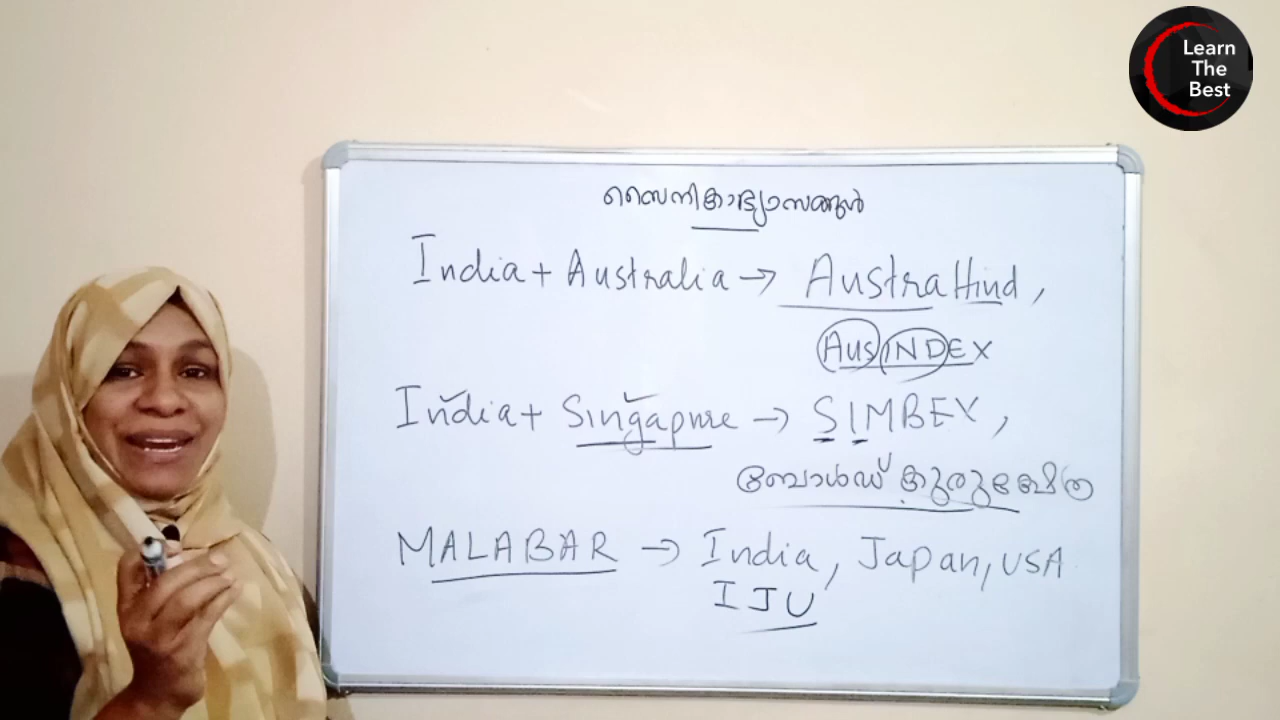 Learn
The
Best
സൈനികാഭ്യാസങ്ങൾ
India + Australia → AustraHind,
AusINDEX
India + Singapore → SIMBEX,
ബോൾഡ് കുരുക്ഷേത്ര
MALABAR → India, Japan, USA
IJU